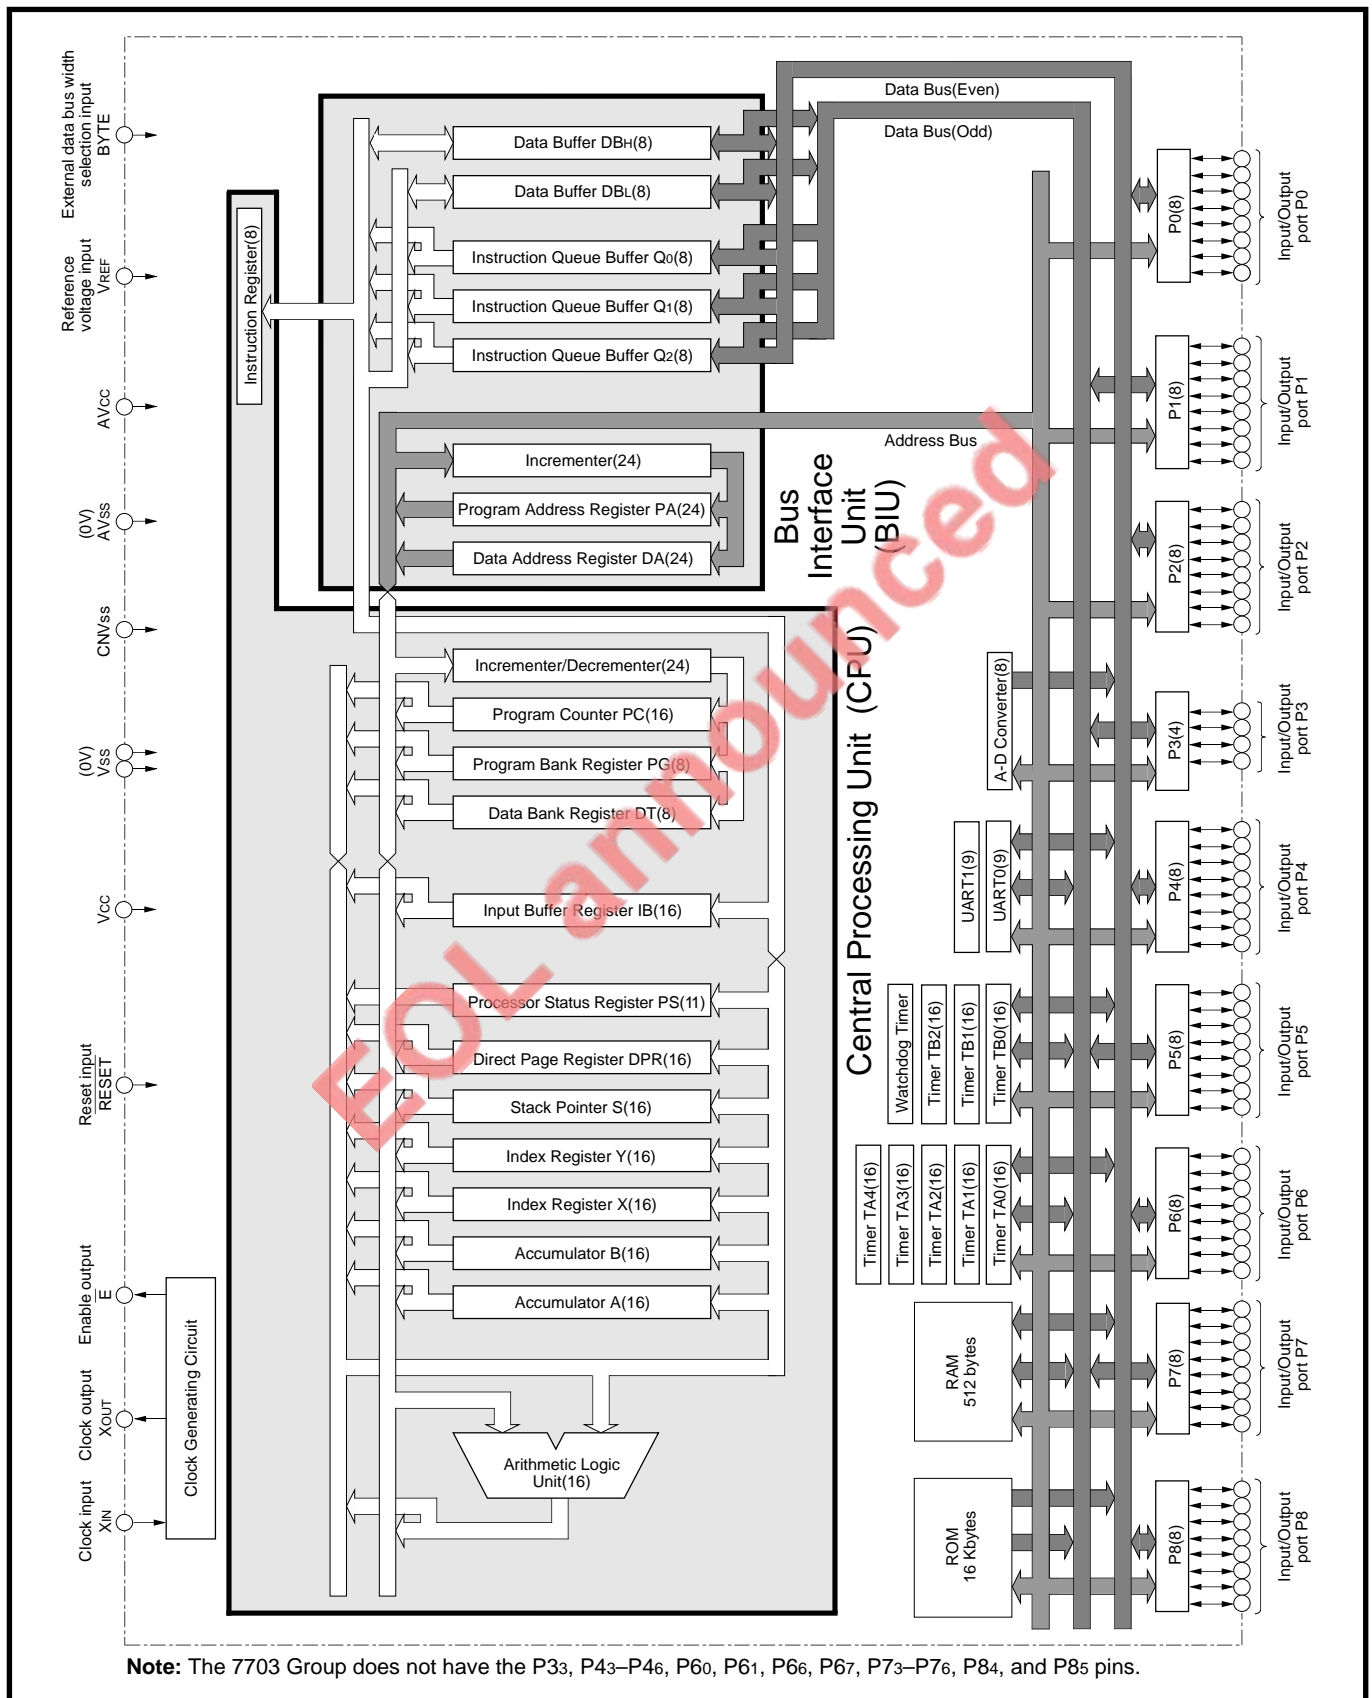 External data bus width
selection input
BYTE
Reference
voltage input
VREF
AVCC
(0V)
AVSS
CNVss
(0V)
VSS
VCC
Reset input
RESET
Enable output
E
Clock output
XOUT
Clock input
XIN
Clock Generating Circuit
Instruction Register(8)
Data Buffer DBH(8)
Data Buffer DBL(8)
Instruction Queue Buffer Q0(8)
Instruction Queue Buffer Q1(8)
Instruction Queue Buffer Q2(8)
Incrementer(24)
Program Address Register PA(24)
Data Address Register DA(24)
Bus
Interface
Unit
(BIU)
Incrementer/Decrementer(24)
Program Counter PC(16)
Program Bank Register PG(8)
Data Bank Register DT(8)
Input Buffer Register IB(16)
Processor Status Register PS(11)
Direct Page Register DPR(16)
Stack Pointer S(16)
Index Register Y(16)
Index Register X(16)
Accumulator B(16)
Accumulator A(16)
Arithmetic Logic
Unit(16)
Central Processing Unit (CPU)
Data Bus(Even)
Data Bus(Odd)
Address Bus
A-D Converter(8)
UART1(9)
UART0(9)
Watchdog Timer
Timer TB2(16)
Timer TB1(16)
Timer TB0(16)
Timer TA4(16)
Timer TA3(16)
Timer TA2(16)
Timer TA1(16)
Timer TA0(16)
RAM
512 bytes
ROM
16 Kbytes
P0(8)
Input/Output
port P0
P1(8)
Input/Output
port P1
P2(8)
Input/Output
port P2
P3(4)
Input/Output
port P3
P4(8)
Input/Output
port P4
P5(8)
Input/Output
port P5
P6(8)
Input/Output
port P6
P7(8)
Input/Output
port P7
P8(8)
Input/Output
port P8
EOL announced
Note: The 7703 Group does not have the P33, P43–P46, P60, P61, P66, P67, P73–P76, P84, and P85 pins.